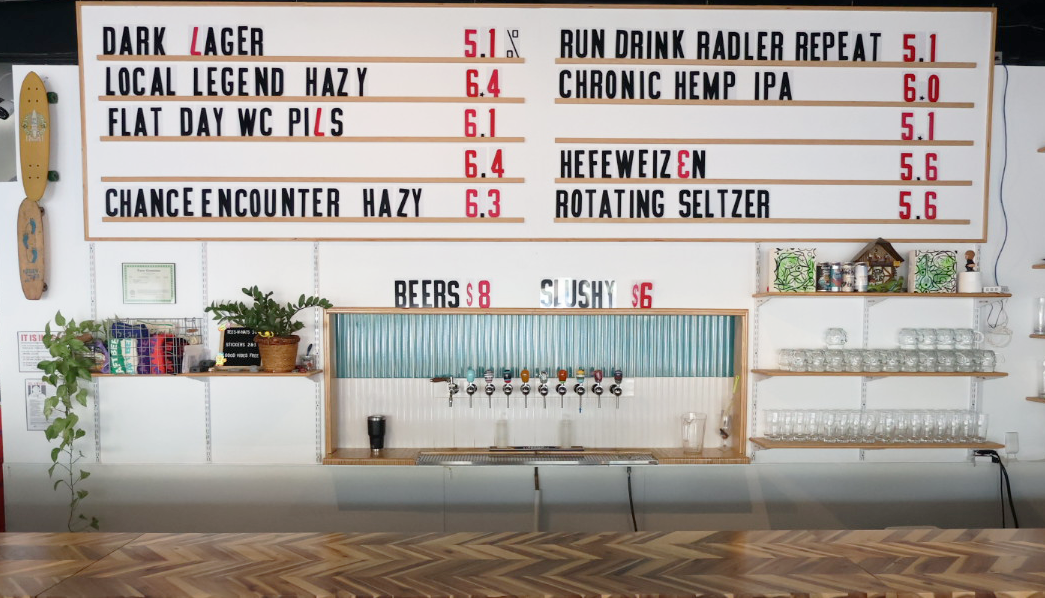 DARK LAGER 5.1 %
LOCAL LEGEND HAZY 6.4
FLAT DAY WC PILS 6.1
6.4
CHANCE ENCOUNTER HAZY 6.3
RUN DRINK RADLER REPEAT 5.1
CHRONIC HEMP IPA 6.0
5.1
HEFEWEIZEN 5.6
ROTATING SELTZER 5.6
BEERS $8
SLUSHY $6